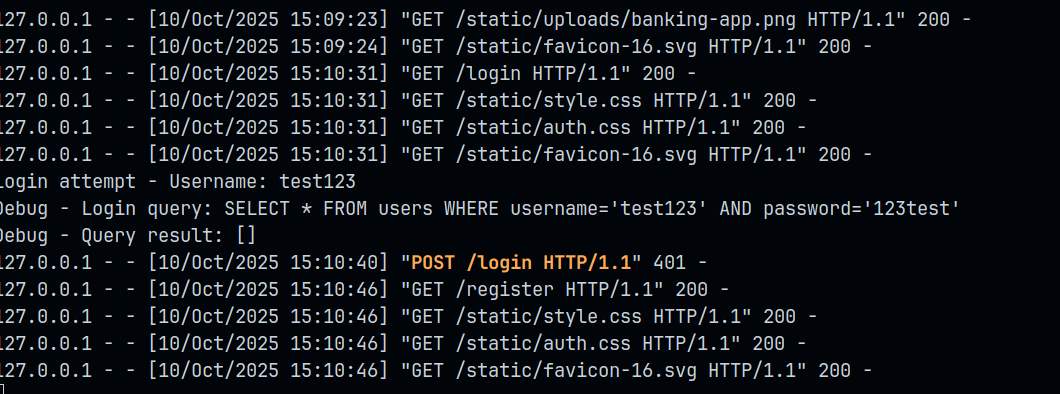 127.0.0.1 - - [10/Oct/2025 15:09:23] "GET /static/uploads/banking-app.png HTTP/1.1" 200 -
127.0.0.1 - - [10/Oct/2025 15:09:24] "GET /static/favicon-16.svg HTTP/1.1" 200 -
127.0.0.1 - - [10/Oct/2025 15:10:31] "GET /login HTTP/1.1" 200 -
127.0.0.1 - - [10/Oct/2025 15:10:31] "GET /static/style.css HTTP/1.1" 200 -
127.0.0.1 - - [10/Oct/2025 15:10:31] "GET /static/auth.css HTTP/1.1" 200 -
127.0.0.1 - - [10/Oct/2025 15:10:31] "GET /static/favicon-16.svg HTTP/1.1" 200 -
Login attempt - Username: test123
Debug - Login query: SELECT * FROM users WHERE username='test123' AND password='123test'
Debug - Query result: []
127.0.0.1 - - [10/Oct/2025 15:10:40] "POST /login HTTP/1.1" 401 -
127.0.0.1 - - [10/Oct/2025 15:10:46] "GET /register HTTP/1.1" 200 -
127.0.0.1 - - [10/Oct/2025 15:10:46] "GET /static/style.css HTTP/1.1" 200 -
127.0.0.1 - - [10/Oct/2025 15:10:46] "GET /static/auth.css HTTP/1.1" 200 -
127.0.0.1 - - [10/Oct/2025 15:10:46] "GET /static/favicon-16.svg HTTP/1.1" 200 -